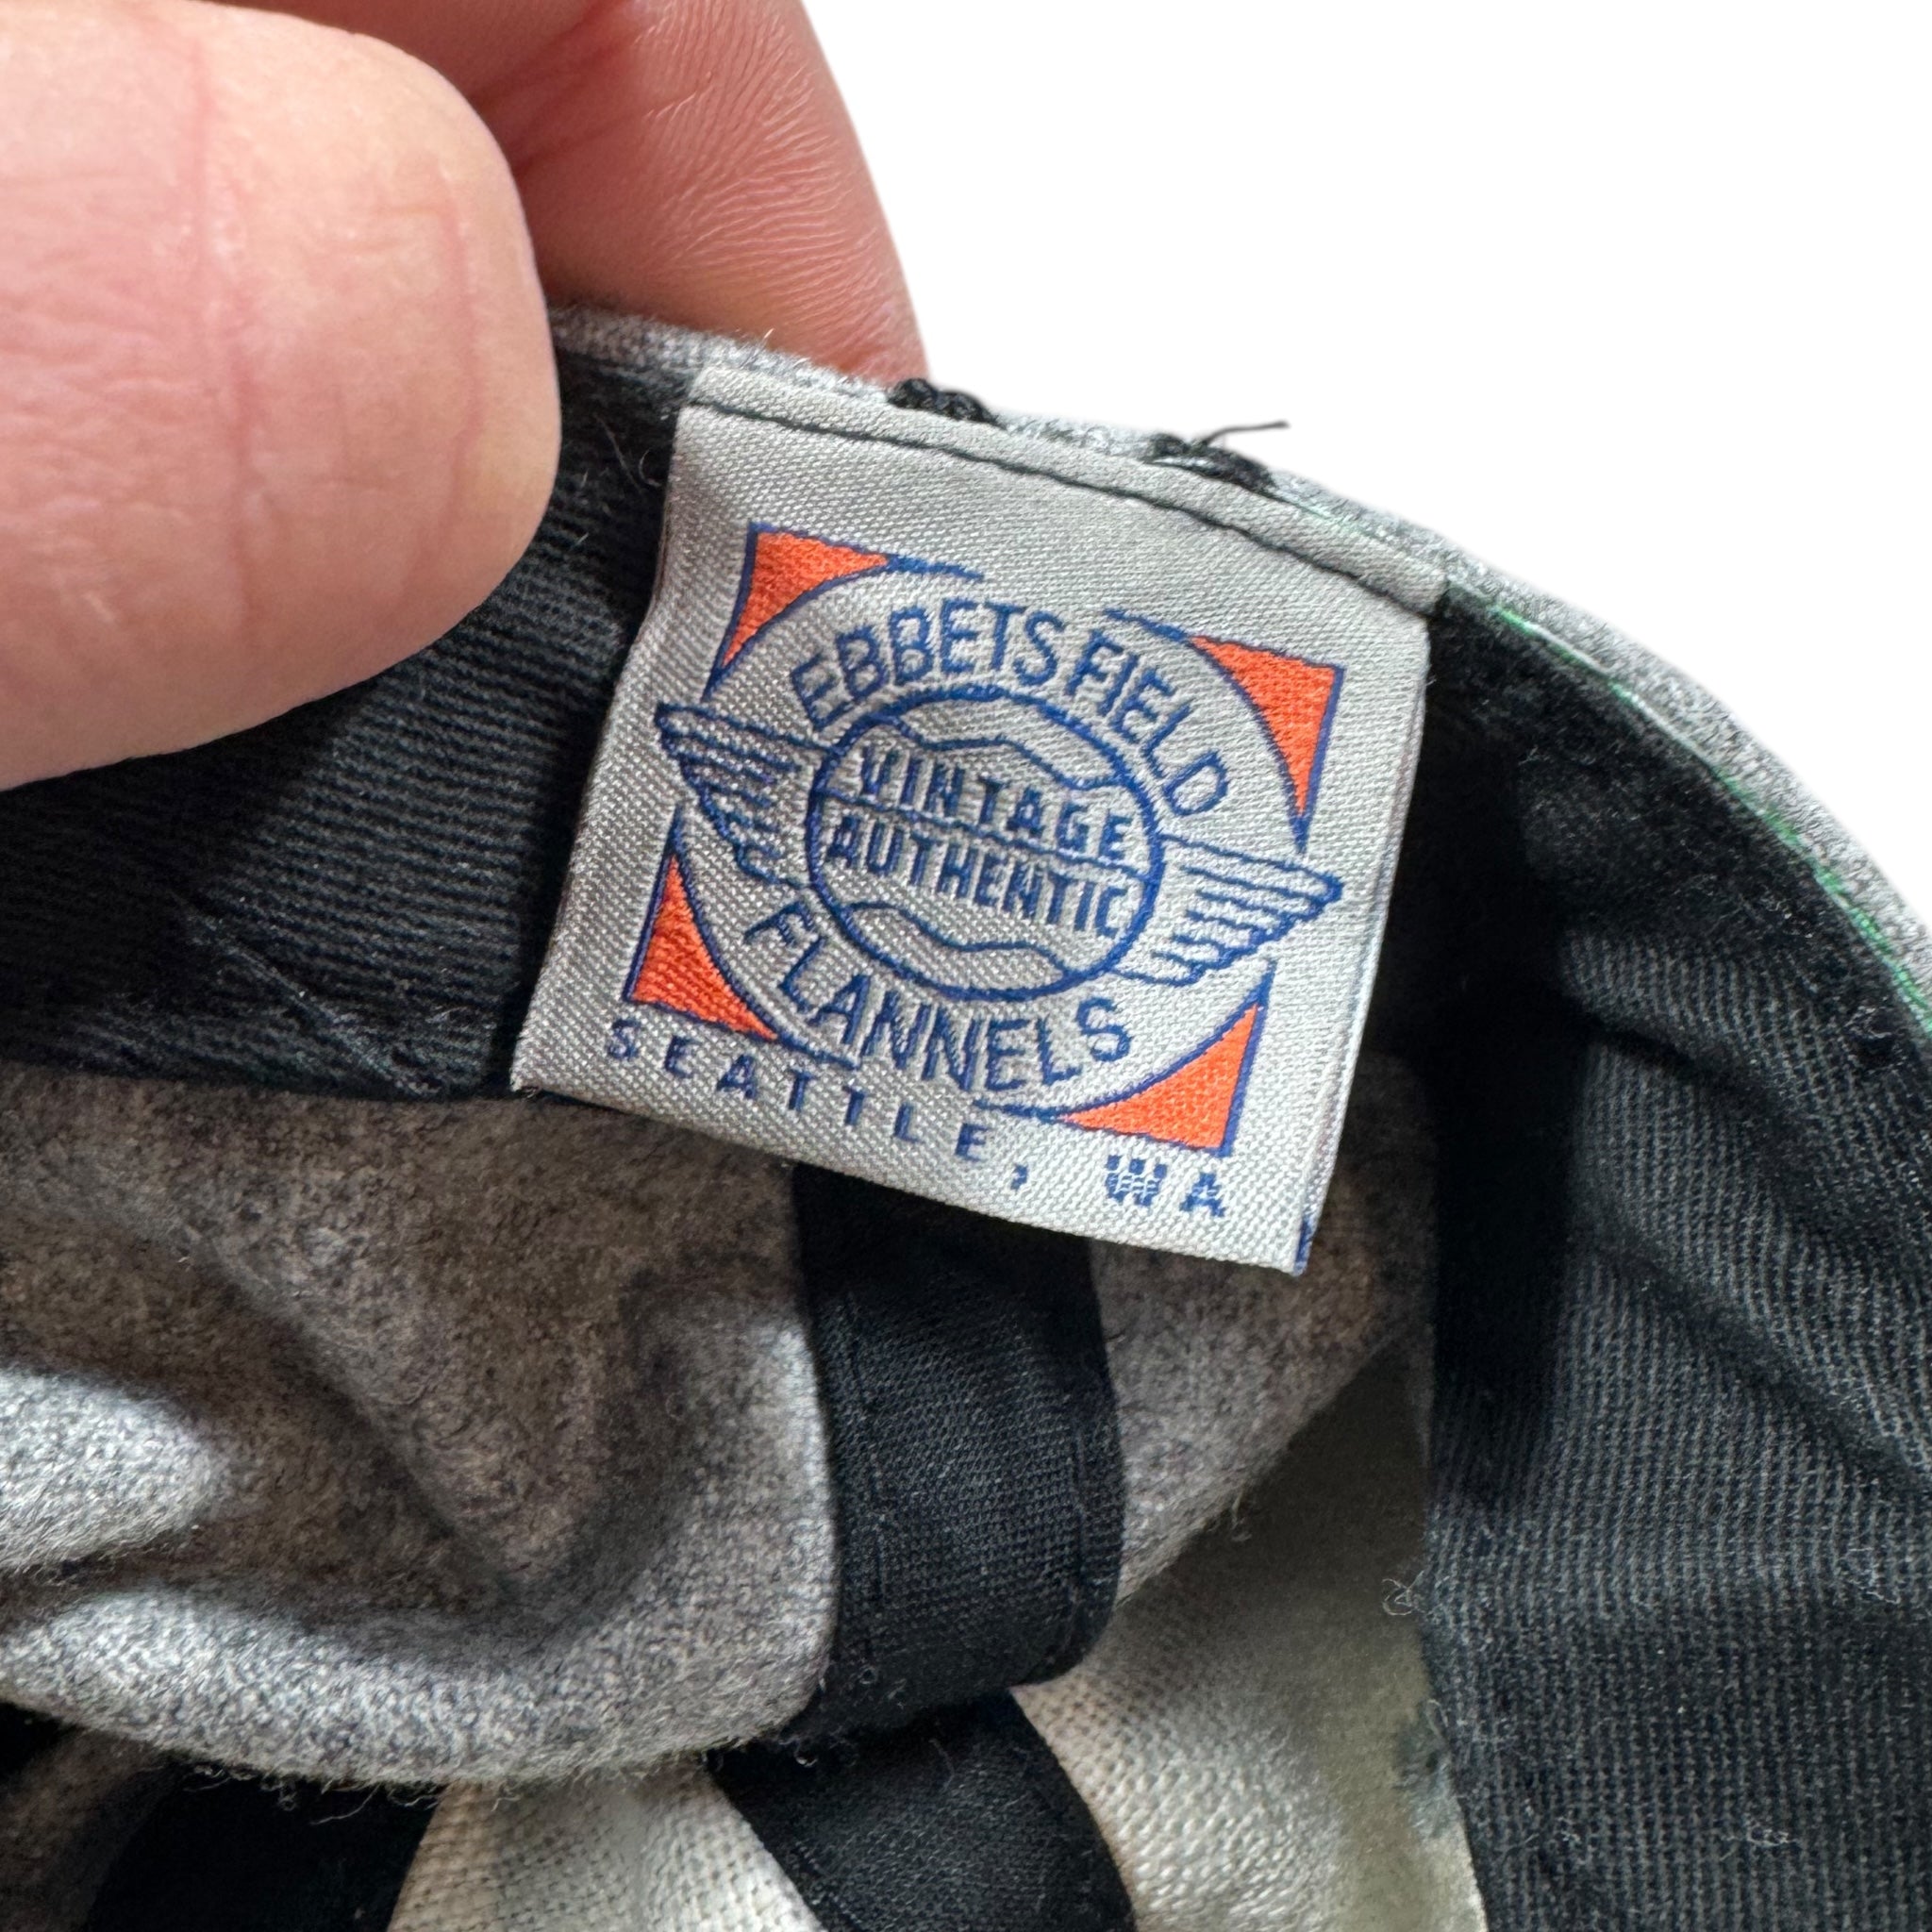 EBBETS FIELD
VINTAGE
AUTHENTIC
FLANNELS
SEATTLE, WA